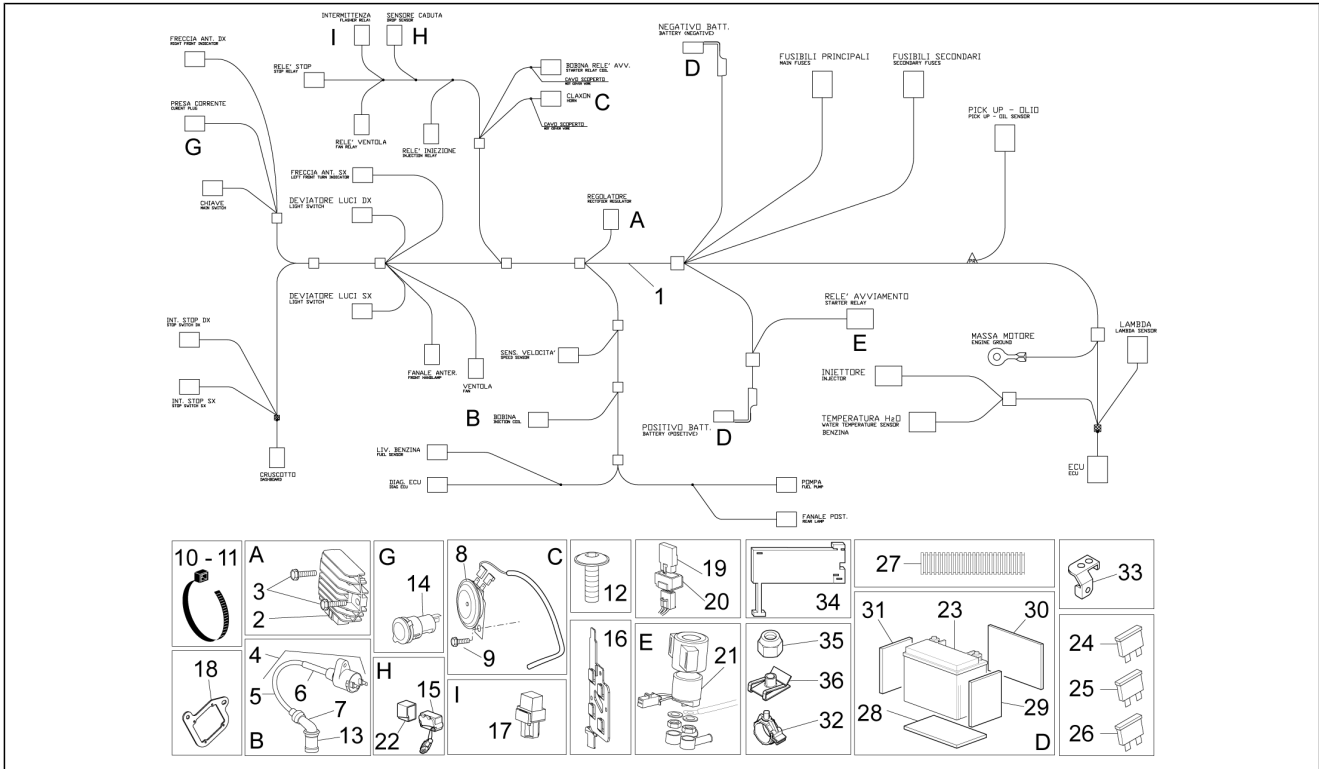 INTERMITTENZA
FLASHER RELAY
I
SENSORE CADUTA
DROP SENSOR
H
FRECCIA ANT. DX
RIGHT FRONT INDICATOR
RELE' STOP
STOP RELAY
BOBINA RELE' AVV.
STARTER RELAY COIL
CAVO SCOPERTO
CLAXON
HORN
C
CAVO SCOPERTO
NEGATIVO BATT.
BATTERY (NEGATIVE)
D
FUSIBILI PRINCIPALI
MAIN FUSES
FUSIBILI SECONDARI
SECONDARY FUSES
PICK UP - OLIO
PICK UP - OIL SENSOR
PRESA CORRENTE
CURENT PLUG
G
RELE' VENTOLA
FAN RELAY
RELE' INIEZIONE
INJECTION RELAY
CHIAVE
MAIN SWITCH
FRECCIA ANT. SX
LEFT FRONT TURN INDICATOR
DEVIATORE LUCI DX
LIGHT SWITCH
REGOLATORE
RECTIFIER REGULATOR
A
1
DEVIATORE LUCI SX
LIGHT SWITCH
RELE' AVVIAMENTO
STARTER RELAY
E
INT. STOP DX
STOP SWITCH DX
MASSA MOTORE
ENGINE GROUND
LAMBDA
LAMBDA SENSOR
SENS. VELOCITA'
SPEED SENSOR
FANALE ANTER.
FRONT HANDLAMP
VENTOLA
FAN
INIETTORE
INJECTOR
INT. STOP SX
STOP SWITCH SX
B
BOBINA
INCTION COIL
POSITIVO BATT.
BATTERY (POSITIVE)
D
TEMPERATURA H2O
WATER TEMPERATURE SENSOR
BENZINA
CRUSCOTTO
DASHBOARD
LIV. BENZINA
FUEL SENSOR
DIAG. ECU
DIAG ECU
POMPA
FUEL PUMP
FANALE POST.
REAR LAMP
ECU
ECU
10 - 11
A
3
2
G
14
8
C
9
12
19
20
34
27
33
18
4
5
6
7
13
B
H
15
22
I
17
16
E
21
35
36
32
31
23
30
28
29
D
24
25
26